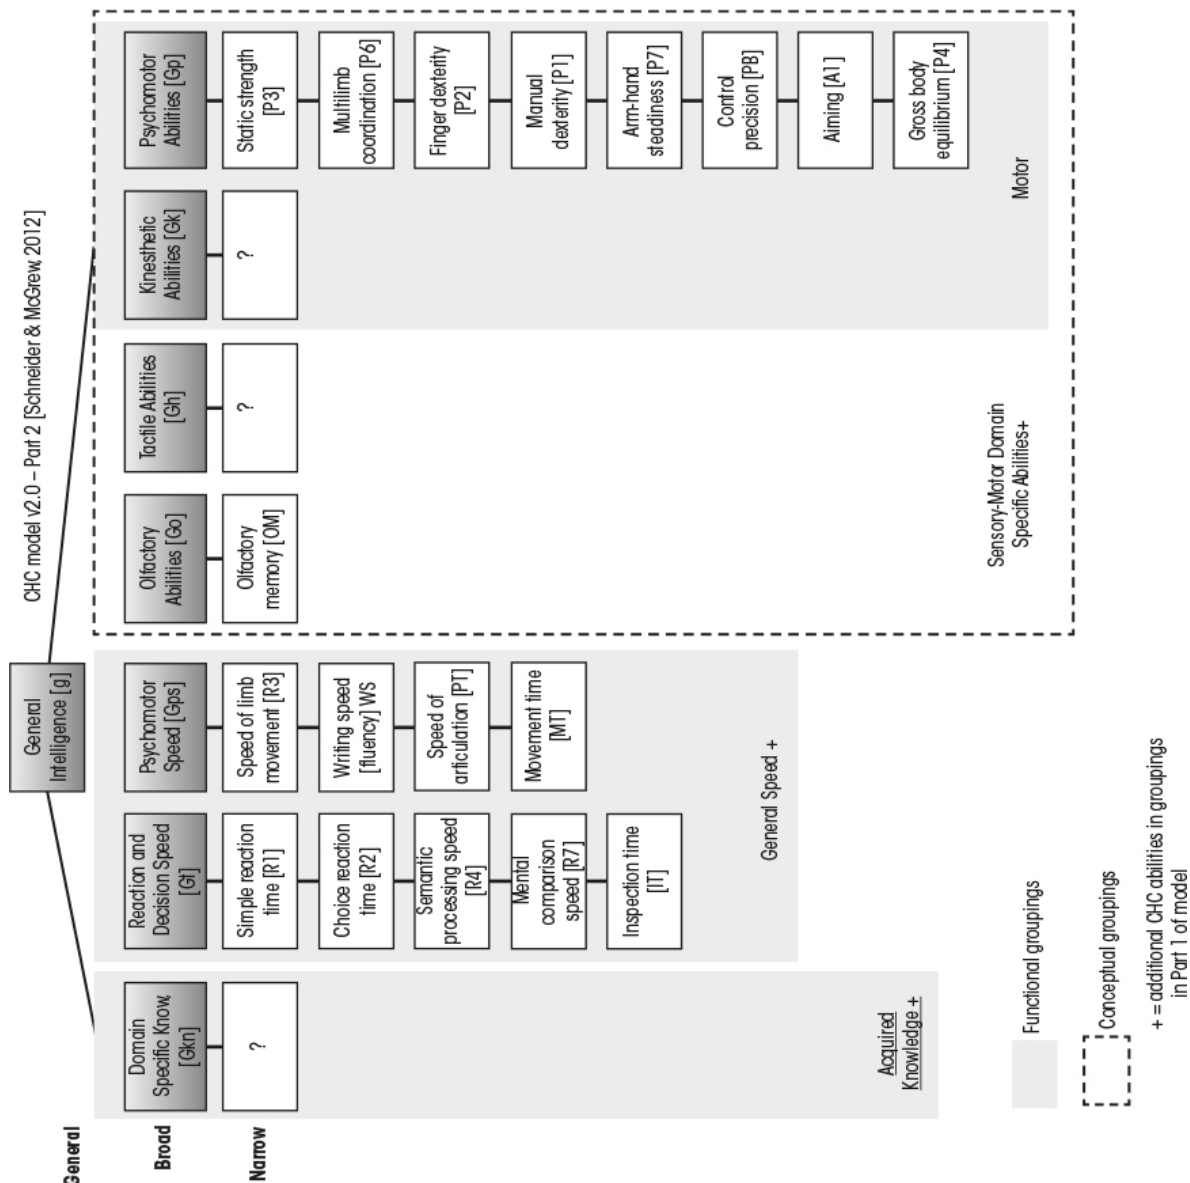 CHC model v2.0 – Part 2 [Schneider & McGrew, 2012]
General
Intelligence [g]
General
Broad
Narrow
Domain
Specific Know,
[Gkn]
?
Acquired
Knowledge +
Reaction and
Decision Speed
[Gt]
Simple reaction
time [R1]
Choice reaction
time [R2]
Semantic
processing speed
[R4]
Mental
comparison
speed [R7]
Inspection time
[IT]
Psychomotor
Speed [Gps]
Speed of limb
movement [R3]
Writing speed
[fluency] WS
Speed of
articulation [PT]
Movement time
[MT]
General Speed +
Olfactory
Abilities [Go]
Olfactory
memory [OM]
Tactile Abilities
[Gh]
?
Sensory-Motor Domain
Specific Abilities+
Kinesthetic
Abilities [Gk]
?
Psychomotor
Abilities [Gp]
Static strength
[P3]
Multilimb
coordination [P6]
Finger dexterity
[P2]
Manual
dexterity [P1]
Arm-hand
steadiness [P7]
Control
precision [PB]
Aiming [A1]
Gross body
equilibrium [P4]
Motor
Functional groupings
Conceptual groupings
+ = additional CHC abilities in groupings
in Part 1 of model